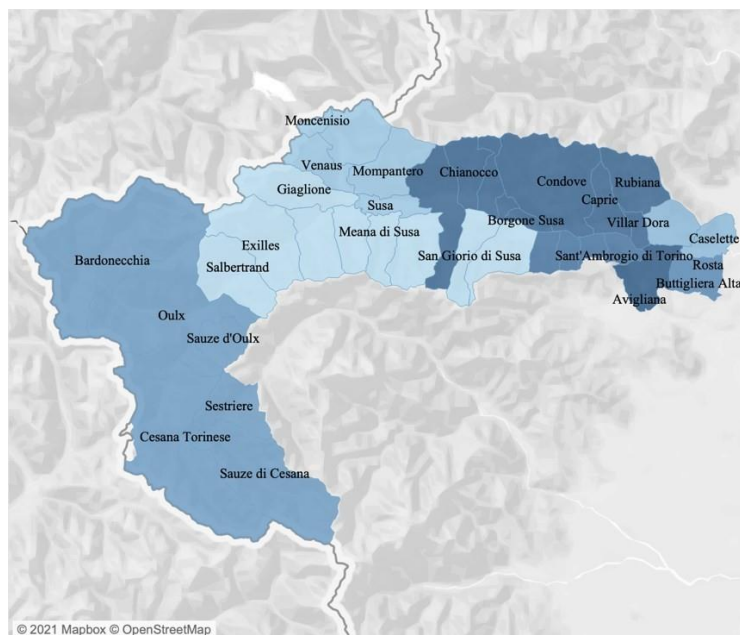 Moncenisio
Venaus
Mompantero
Chianocco
Condove
Rubiana
Giaglione
Caprie
Susa
Borgone Susa
Villar Dora
Meana di Susa
Exilles
Caselette
San Giorio di Susa
Sant'Ambrogio di Torino
Bardonecchia
Salbertrand
Rosta
Buttigliera Alta
Avigliana
Oulx
Sauze d'Oulx
Sestriere
Cesana Torinese
Sauze di Cesana
© 2021 Mapbox © OpenStreetMap